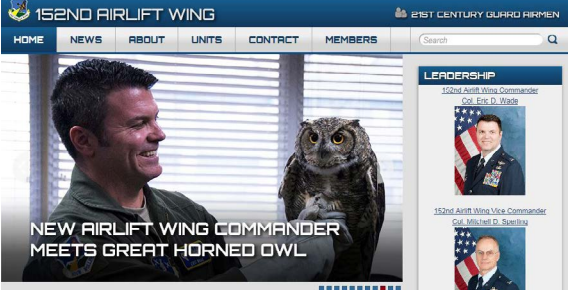 152ND AIRLIFT WING
21ST CENTURY GUARD AIRMEN
HOME NEWS ABOUT UNITS CONTACT MEMBERS Search
LEADERSHIP
152nd Airlift Wing Commander
Col. Eric D. Wade
NEW AIRLIFT WING COMMANDER
MEETS GREAT HORNED OWL
152nd Airlift Wing Vice Commander
Col. Mitchell D. Sperling